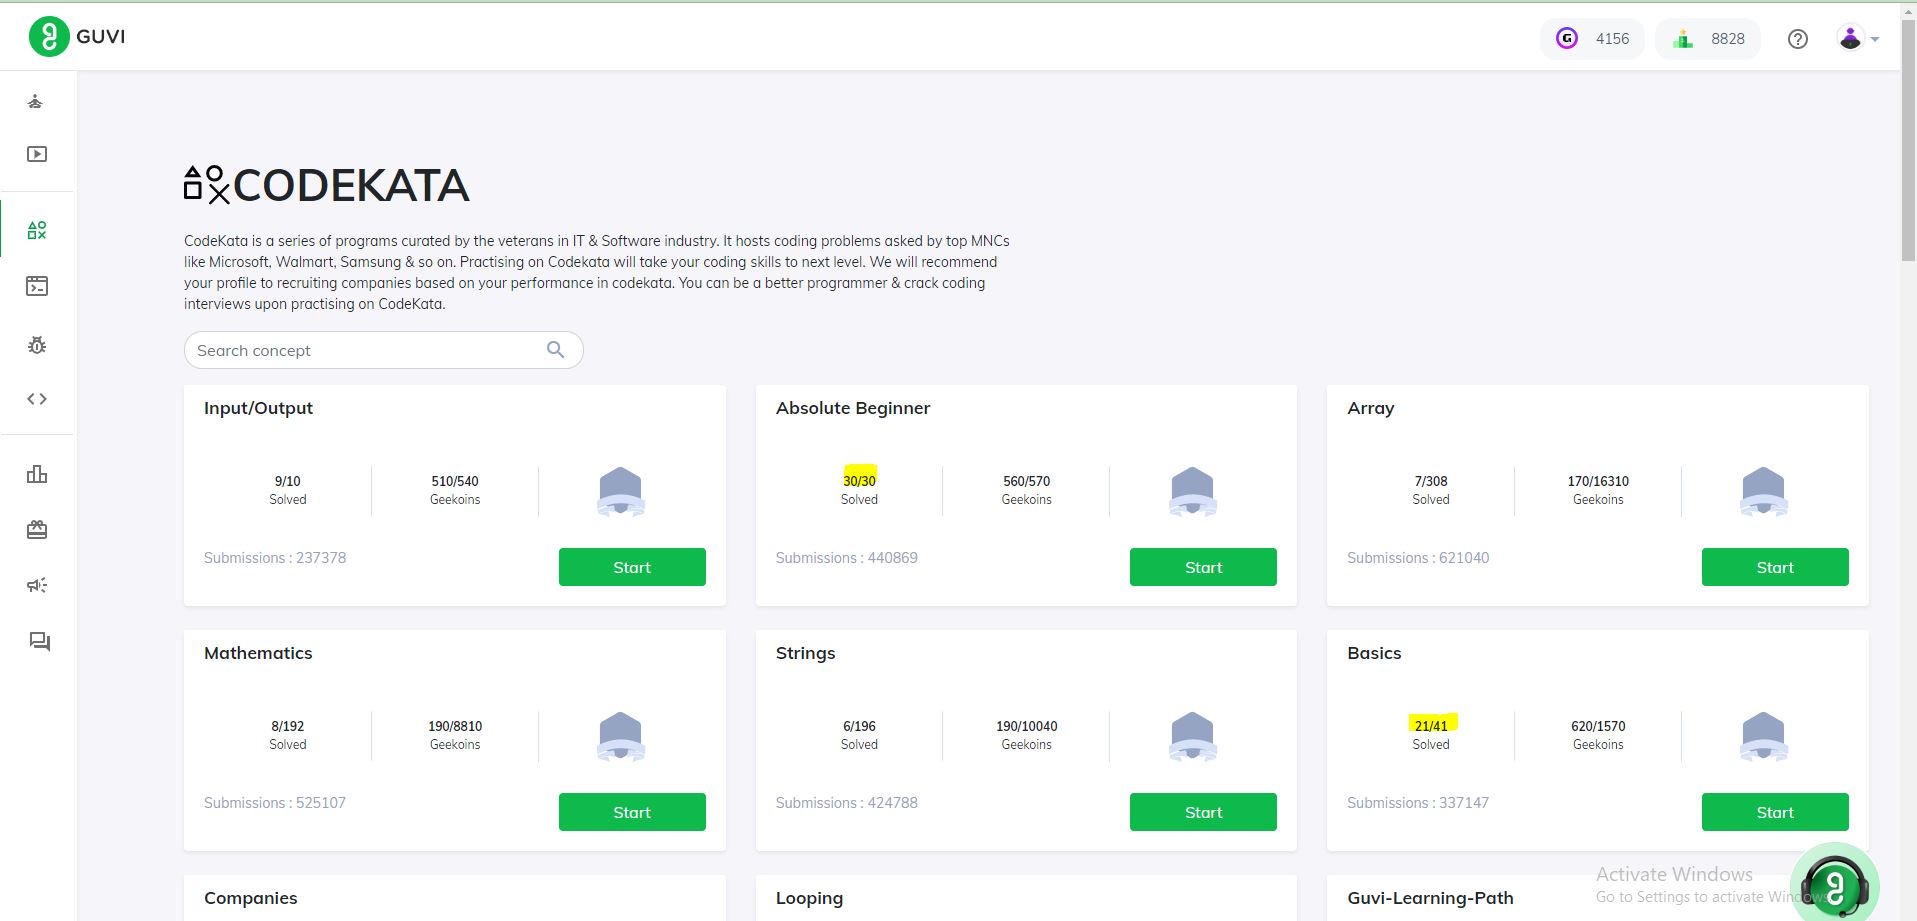 GUVI
4156
8828
CODEKATA
CodeKata is a series of programs curated by the veterans in IT & Software industry. It hosts coding problems asked by top MNCs
like Microsoft, Walmart, Samsung & so on. Practising on Codekata will take your coding skills to next level. We will recommend
your profile to recruiting companies based on your performance in codekata. You can be a better programmer & crack coding
interviews upon practising on CodeKata.
Search concept
Input/Output
9/10
Solved
510/540
Geekoins
Submissions : 237378
Start
Absolute Beginner
30/30
Solved
560/570
Geekoins
Submissions : 440869
Start
Array
7/308
Solved
170/16310
Geekoins
Submissions : 621040
Start
Mathematics
8/192
Solved
190/8810
Geekoins
Submissions : 525107
Start
Strings
6/196
Solved
190/10040
Geekoins
Submissions : 424788
Start
Basics
21/41
Solved
620/1570
Geekoins
Submissions : 337147
Start
Companies
Looping
Guvi-Learning-Path
Activate Windows
Go to Settings to activate Windows.